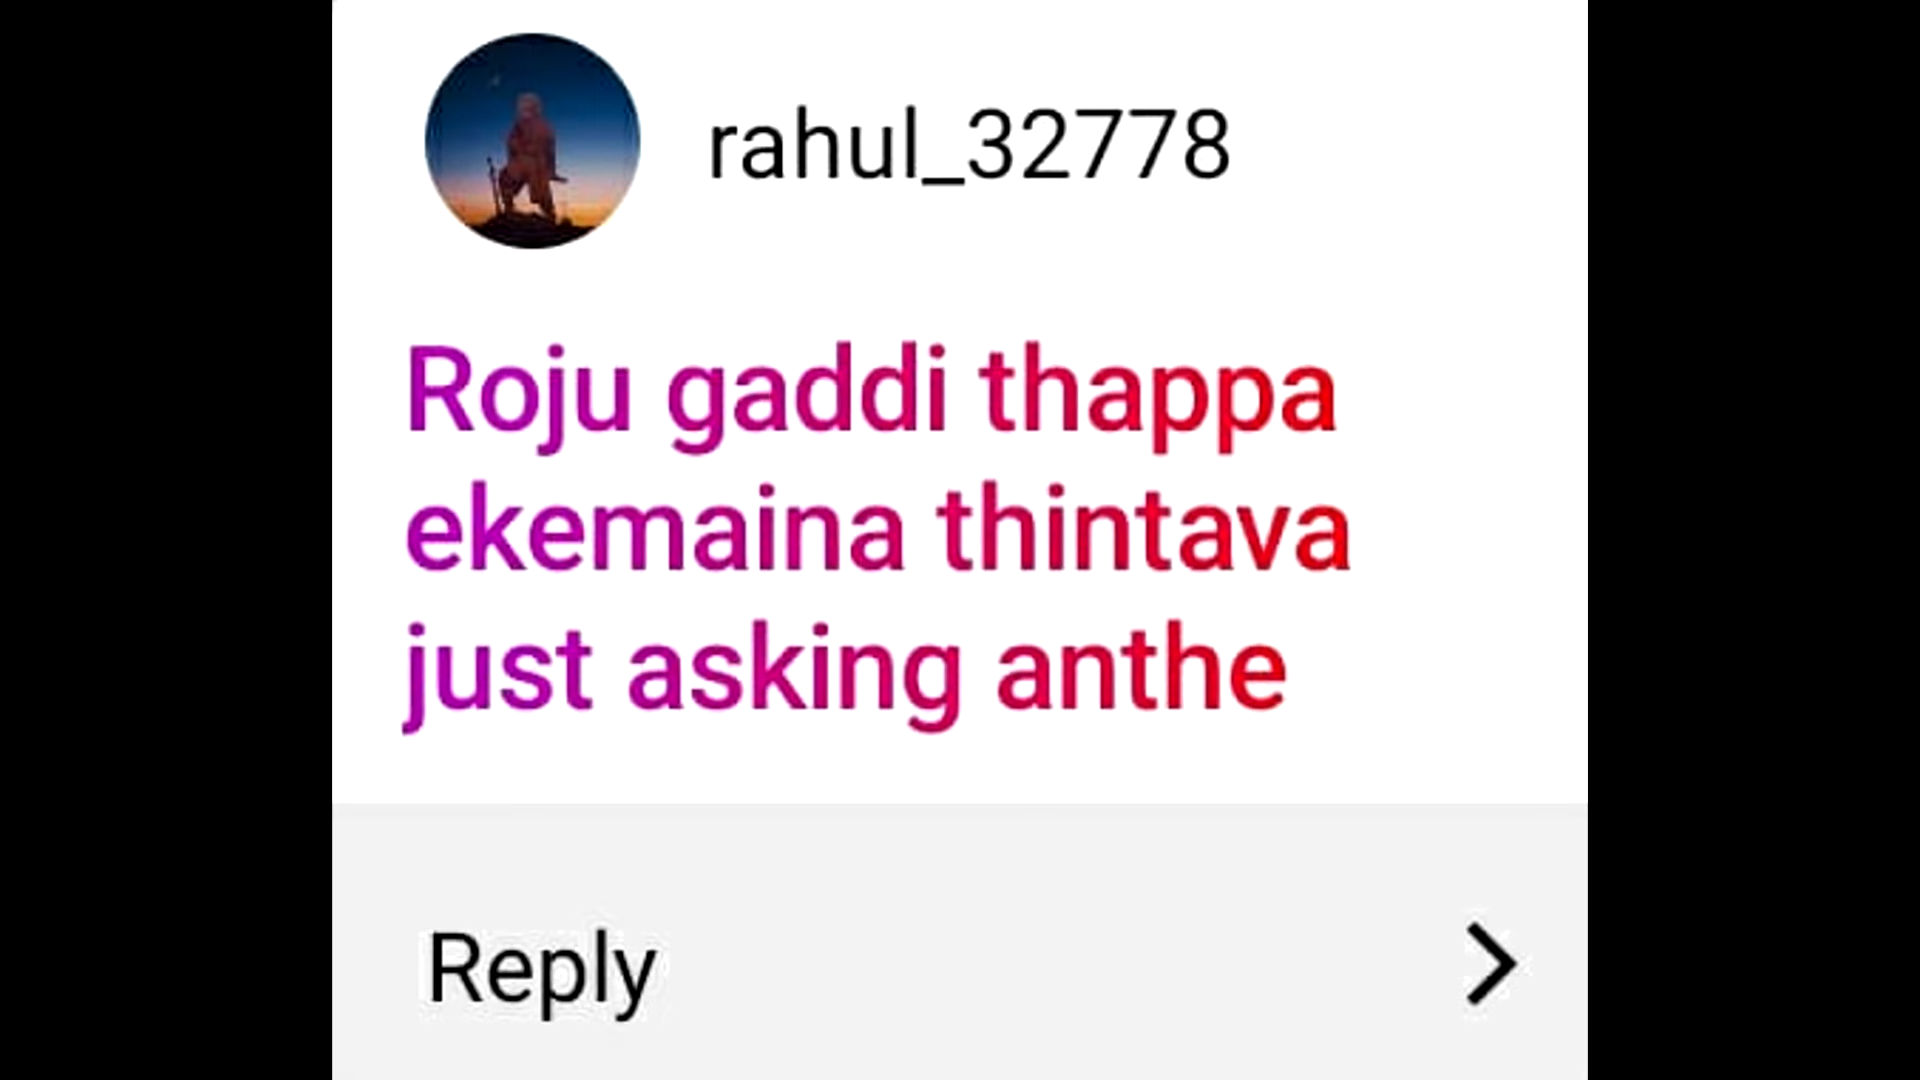 rahul_32778
Roju gaddi thappa
ekemaina thintava
just asking anthe
Reply